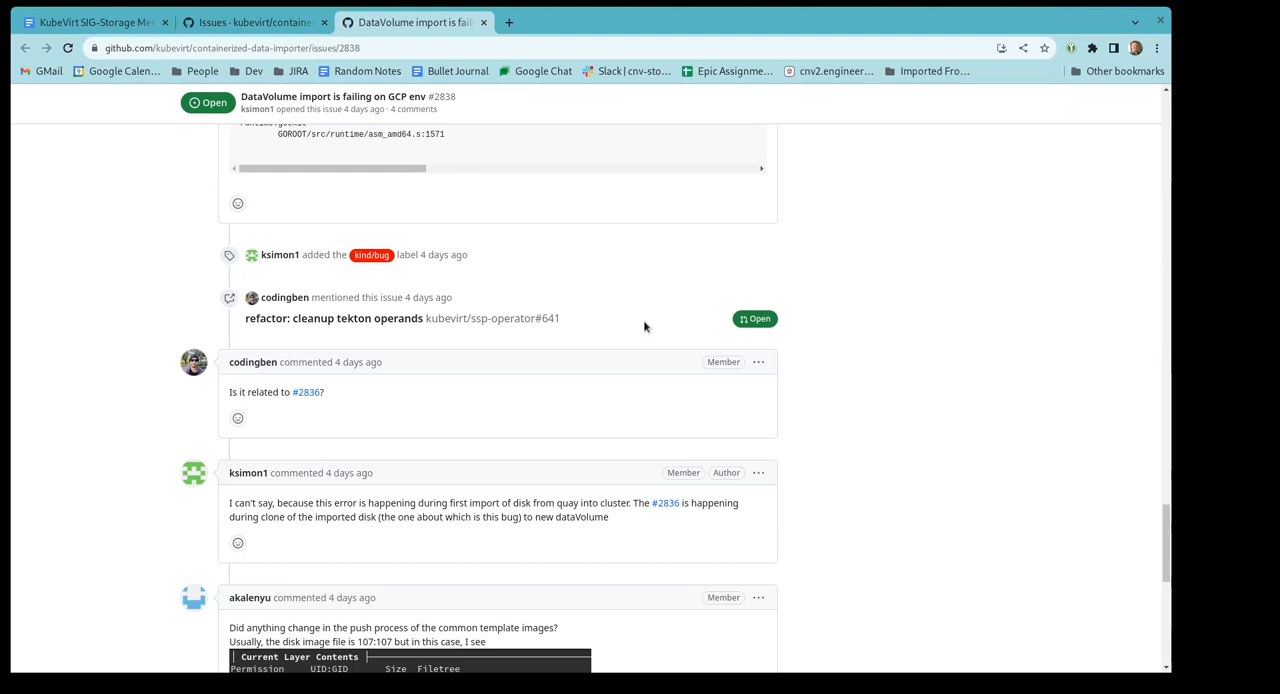 KubeVirt SIG-Storage Me
Issues · kubevirt/containe
DataVolume import is fail
github.com/kubevirt/containerized-data-importer/issues/2838
GMail
Google Calen...
People
Dev
JIRA
Random Notes
Bullet Journal
Google Chat
Slack | cnv-sto...
Epic Assignme...
cnv2.engineer...
Imported Fro...
Other bookmarks
Open
DataVolume import is failing on GCP env #2838
ksimon1 opened this issue 4 days ago · 4 comments
runtime.goexit
GOROOT/src/runtime/asm_amd64.s:1571
ksimon1 added the kind/bug label 4 days ago
codingben mentioned this issue 4 days ago
refactor: cleanup tekton operands kubevirt/ssp-operator#641
Open
codingben commented 4 days ago
Member
Is it related to #2836?
ksimon1 commented 4 days ago
Member
Author
I can't say, because this error is happening during first import of disk from quay into cluster. The #2836 is happening
during clone of the imported disk (the one about which is this bug) to new dataVolume
akalenyu commented 4 days ago
Member
Did anything change in the push process of the common template images?
Usually, the disk image file is 107:107 but in this case, I see
Current Layer Contents
Permission UID:GID Size Filetree